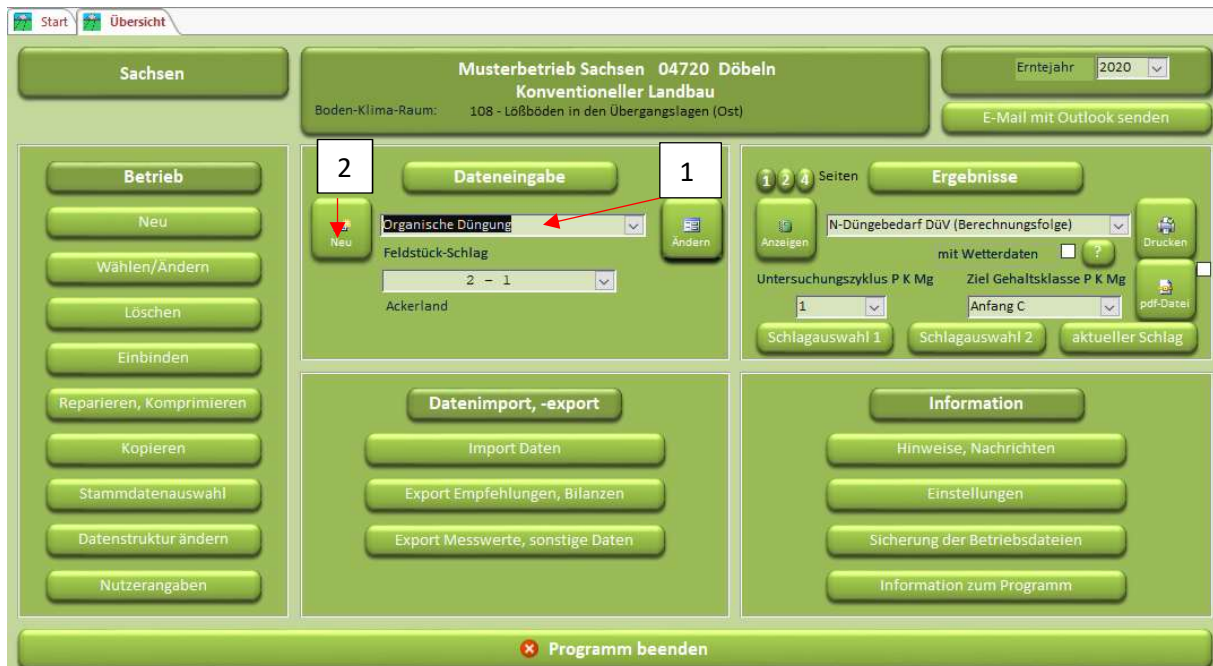 Start
Übersicht
Sachsen
Musterbetrieb Sachsen 04720 Döbeln
Konventioneller Landbau
Boden-Klima-Raum: 108 - Lößböden in den Übergangslagen (Ost)
Erntejahr 2020
E-Mail mit Outlook senden
Betrieb
Neu
Wählen/Ändern
Löschen
Einbinden
Reparieren, Komprimieren
Kopieren
Stammdatenauswahl
Datenstruktur ändern
Nutzerangaben
2
Dateneingabe
1
Neu
Organische Düngung
Ändern
Feldstück-Schlag
2 - 1
Ackerland
1 2 4 Seiten
Ergebnisse
Anzeigen
N-Düngebedarf DüV (Berechnungsfolge)
Drucken
mit Wetterdaten ?
Untersuchungszyklus P K Mg
Ziel Gehaltsklasse P K Mg
1
Anfang C
pdf-Datei
Schlagauswahl 1
Schlagauswahl 2
aktueller Schlag
Datenimport, -export
Import Daten
Export Empfehlungen, Bilanzen
Export Messwerte, sonstige Daten
Information
Hinweise, Nachrichten
Einstellungen
Sicherung der Betriebsdateien
Information zum Programm
Programm beenden